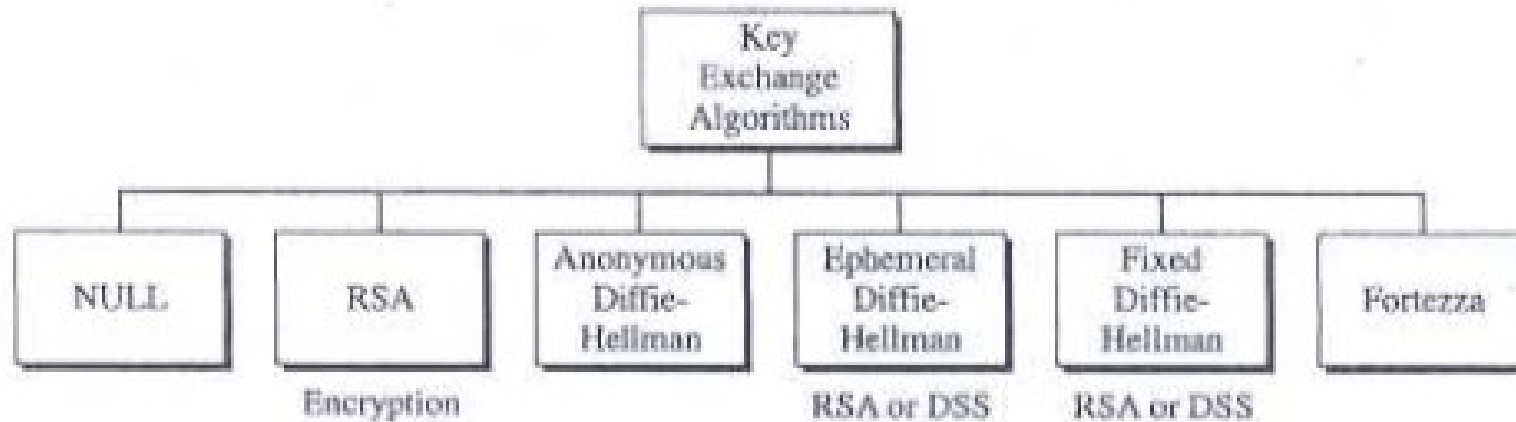 Key
Exchange
Algorithms
NULL
RSA
Anonymous
Diffie-
Hellman
Ephemeral
Diffie-
Hellman
Fixed
Diffie-
Hellman
Fortezza
Encryption
RSA or DSS
RSA or DSS